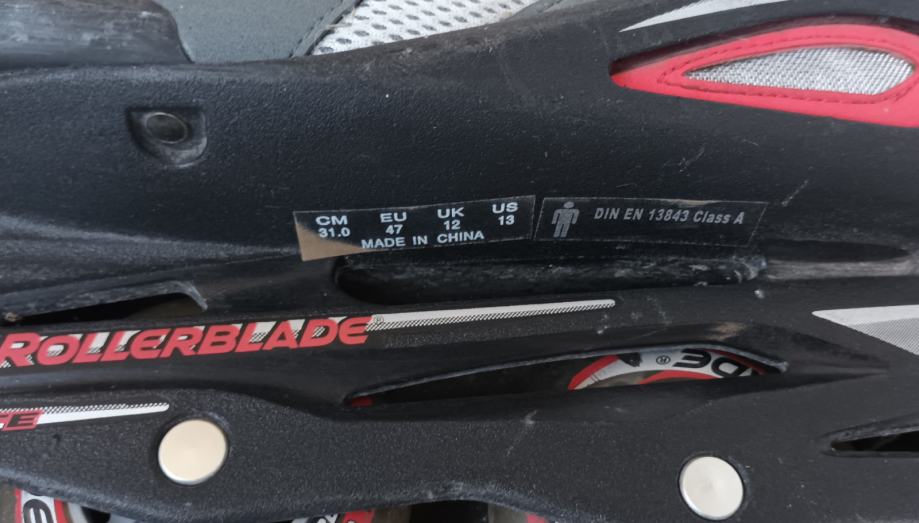 CM EU UK US
31.0 47 12 13
MADE IN CHINA
DIN EN 13843 Class A
ROLLERBLADE®